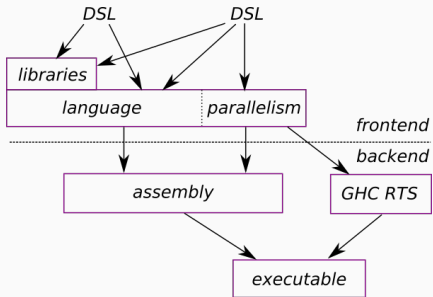 DSL DSL
libraries
language parallelism
frontend
backend
assembly GHC RTS
executable